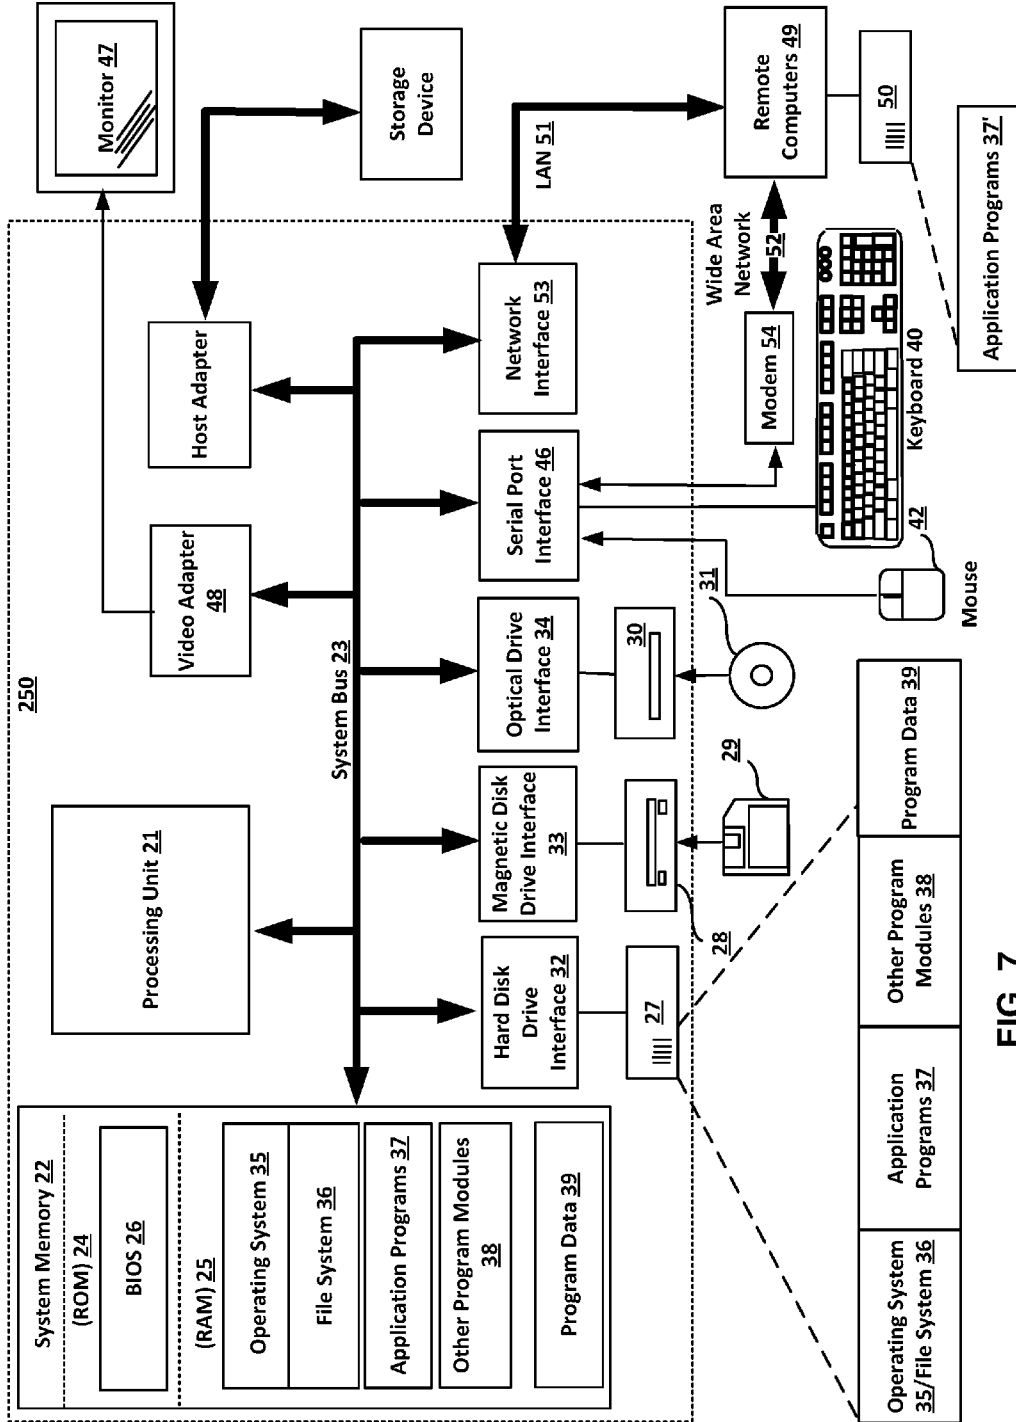 250
System Memory 22
(ROM) 24
BIOS 26
(RAM) 25
Operating System 35
File System 36
Application Programs 37
Other Program Modules
38
Program Data 39
Processing Unit 21
Video Adapter
48
Host Adapter
Monitor 47
Storage
Device
System Bus 23
Hard Disk
Drive
Interface 32
Magnetic Disk
Drive Interface
33
Optical Drive
Interface 34
Serial Port
Interface 46
Network
Interface 53
LAN 51
27
28
29
30
31
Wide Area
Network
52
Modem 54
Remote
Computers 49
50
Keyboard 40
Mouse
42
Application Programs 37'
Operating System
35/File System 36
Application
Programs 37
Other Program
Modules 38
Program Data 39
FIG. 7